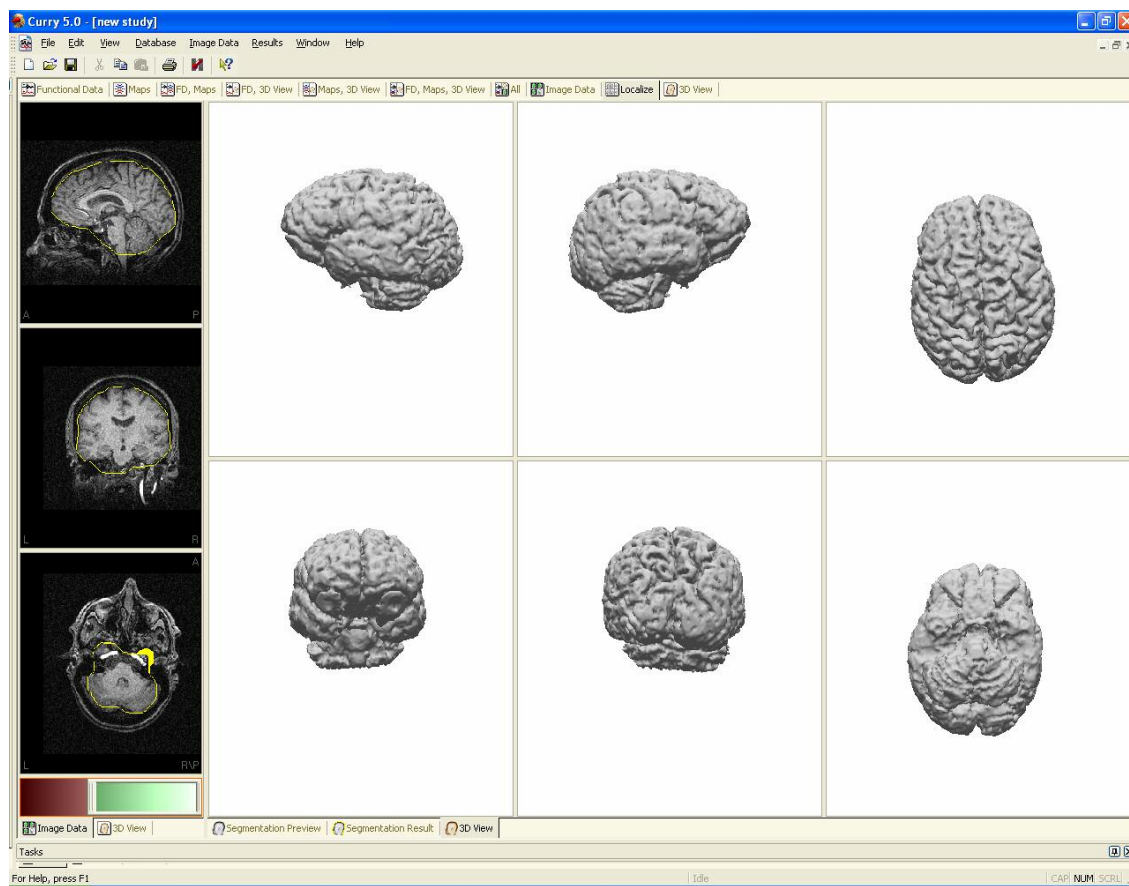 Curry 5.0 - [new study]
File Edit View Database Image Data Results Window Help
Functional Data Maps FD, Maps FD, 3D View Maps, 3D View FD, Maps, 3D View All Image Data Localize 3D View
A P
L R
A
L R\P
Image Data 3D View Segmentation Preview Segmentation Result 3D View
Tasks
For Help, press F1 Idle CAP NUM SCRL